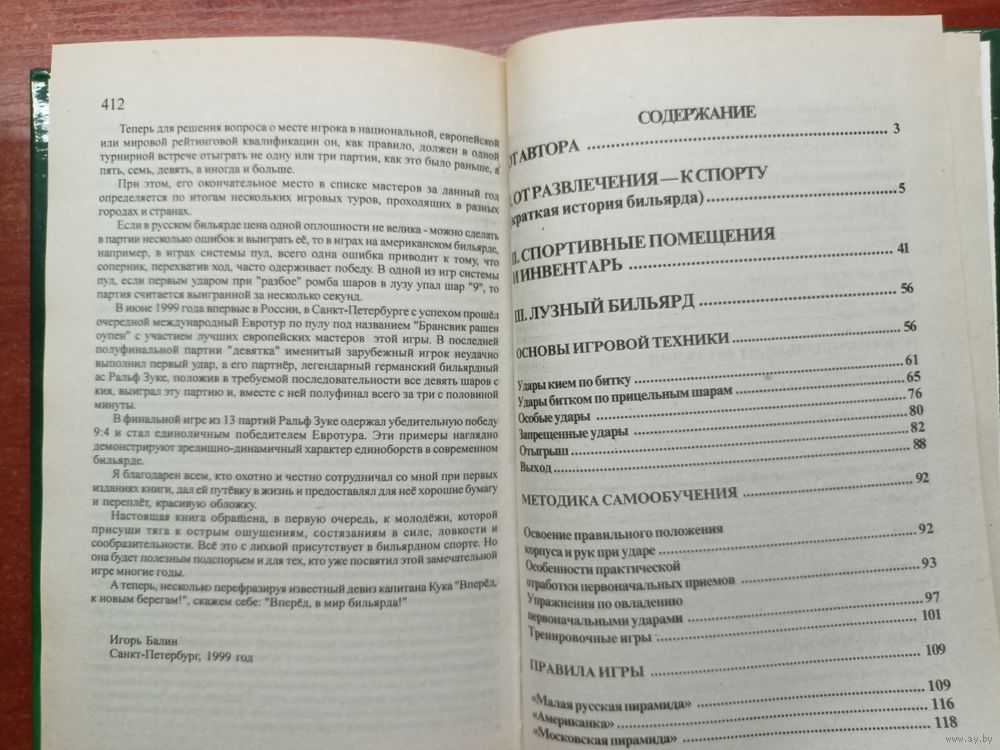 412
Теперь для решения вопроса о месте игрока в национальной, европейской
или мировой рейтинговой квалификации он, как правило, должен в одной
турнирной встрече отыграть не одну или три партии, как это было раньше, а
пять, семь, девять, а иногда и больше.
При этом, его окончательное место в списке мастеров за данный год
определяется по итогам нескольких игровых туров, проходящих в разных
городах и странах.
Если в русском бильярде цена одной оплошности не велика - можно сделать
в партии несколько ошибок и выиграть её, то в играх на американском бильярде,
например, в играх системы пул, всего одна ошибка приводит к тому, что
соперник, перехватив ход, часто одерживает победу. В одной из игр системы
пул, если первым ударом при "разбое" ромба шаров в лузу упал шар "9", то
партия считается выигранной за несколько секунд.
В июне 1999 года впервые в России, в Санкт-Петербурге с успехом прошёл
очередной международный Евротур по пулу под названием "Брансвик рашен
оупен" с участием лучших европейских мастеров этой игры. В последней
полуфинальной партии "девятка" именитый зарубежный игрок неудачно
выполнил первый удар, а его партнёр, легендарный германский бильярдный
ас Ральф Зуке, положив в требуемой последовательности все девять шаров с
кия, выиграл эту партию и, вместе с ней полуфинал всего за три с половиной
минуты.
В финальной игре из 13 партий Ральф Зуке одержал убедительную победу
9:4 и стал единоличным победителем Евротура. Эти примеры наглядно
демонстрируют зрелищно-динамичный характер единоборств в современном
бильярде.
Я благодарен всем, кто охотно и честно сотрудничал со мной при первых
изданиях книги, дал ей путёвку в жизнь и предоставлял для неё хорошие бумагу
и переплёт, красивую обложку.
Настоящая книга обращена, в первую очередь, к молодёжи, которой
присущи тяга к острым ощущениям, состязаниям в силе, ловкости и
сообразительности. Всё это с лихвой присутствует в бильярдном спорте. Но
она будет полезным подспорьем и для тех, кто уже посвятил этой замечательной
игре многие годы.
А теперь, несколько перефразируя известный девиз капитана Кука "Вперёд,
к новым берегам!", скажем себе: "Вперёд, в мир бильярда!"
Игорь Балин
Санкт-Петербург, 1999 год
СОДЕРЖАНИЕ
ОТ АВТОРА ........ 3
ОТ РАЗВЛЕЧЕНИЯ — К СПОРТУ
краткая история бильярда) ........ 5
II. СПОРТИВНЫЕ ПОМЕЩЕНИЯ
И ИНВЕНТАРЬ ........ 41
III. ЛУЗНЫЙ БИЛЬЯРД ........ 56
ОСНОВЫ ИГРОВОЙ ТЕХНИКИ ........ 56
Удары кием по битку ........ 61
Удары битком по прицельным шарам ........ 65
Особые удары ........ 76
Запрещенные удары ........ 80
Отыгрыш ........ 82
Выход ........ 88
МЕТОДИКА САМООБУЧЕНИЯ ........ 92
Освоение правильного положения
корпуса и рук при ударе ........ 92
Особенности практической
отработки первоначальных приемов ........ 93
Упражнения по овладению
первоначальными ударами ........ 97
Тренировочные игры ........ 101
ПРАВИЛА ИГРЫ ........ 109
«Малая русская пирамида» ........ 109
«Американка» ........ 116
«Московская пирамида» ........ 118
www.ay.by